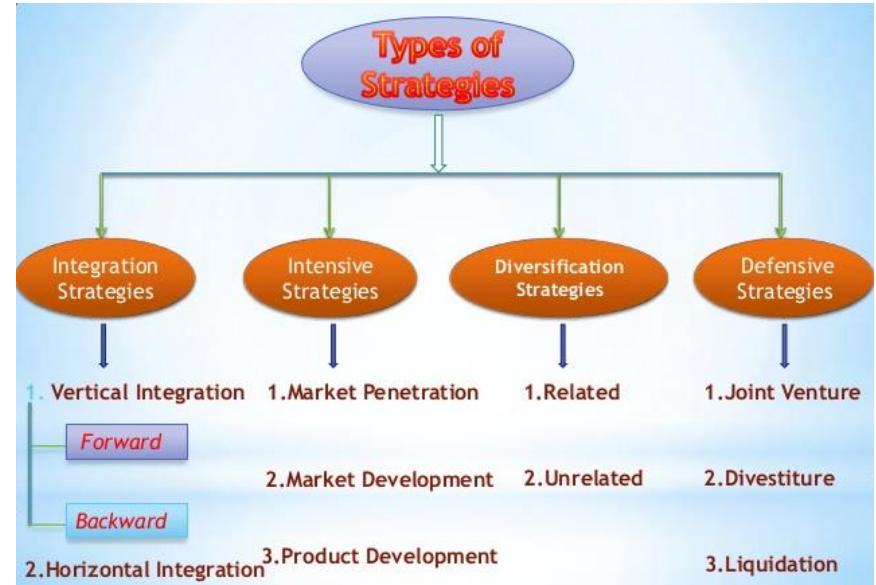 Types of
Strategies
Integration
Strategies
Intensive
Strategies
Diversification
Strategies
Defensive
Strategies
1. Vertical Integration
Forward
Backward
2.Horizontal Integration
1.Market Penetration
2.Market Development
3.Product Development
1.Related
2.Unrelated
1.Joint Venture
2.Divestiture
3.Liquidation